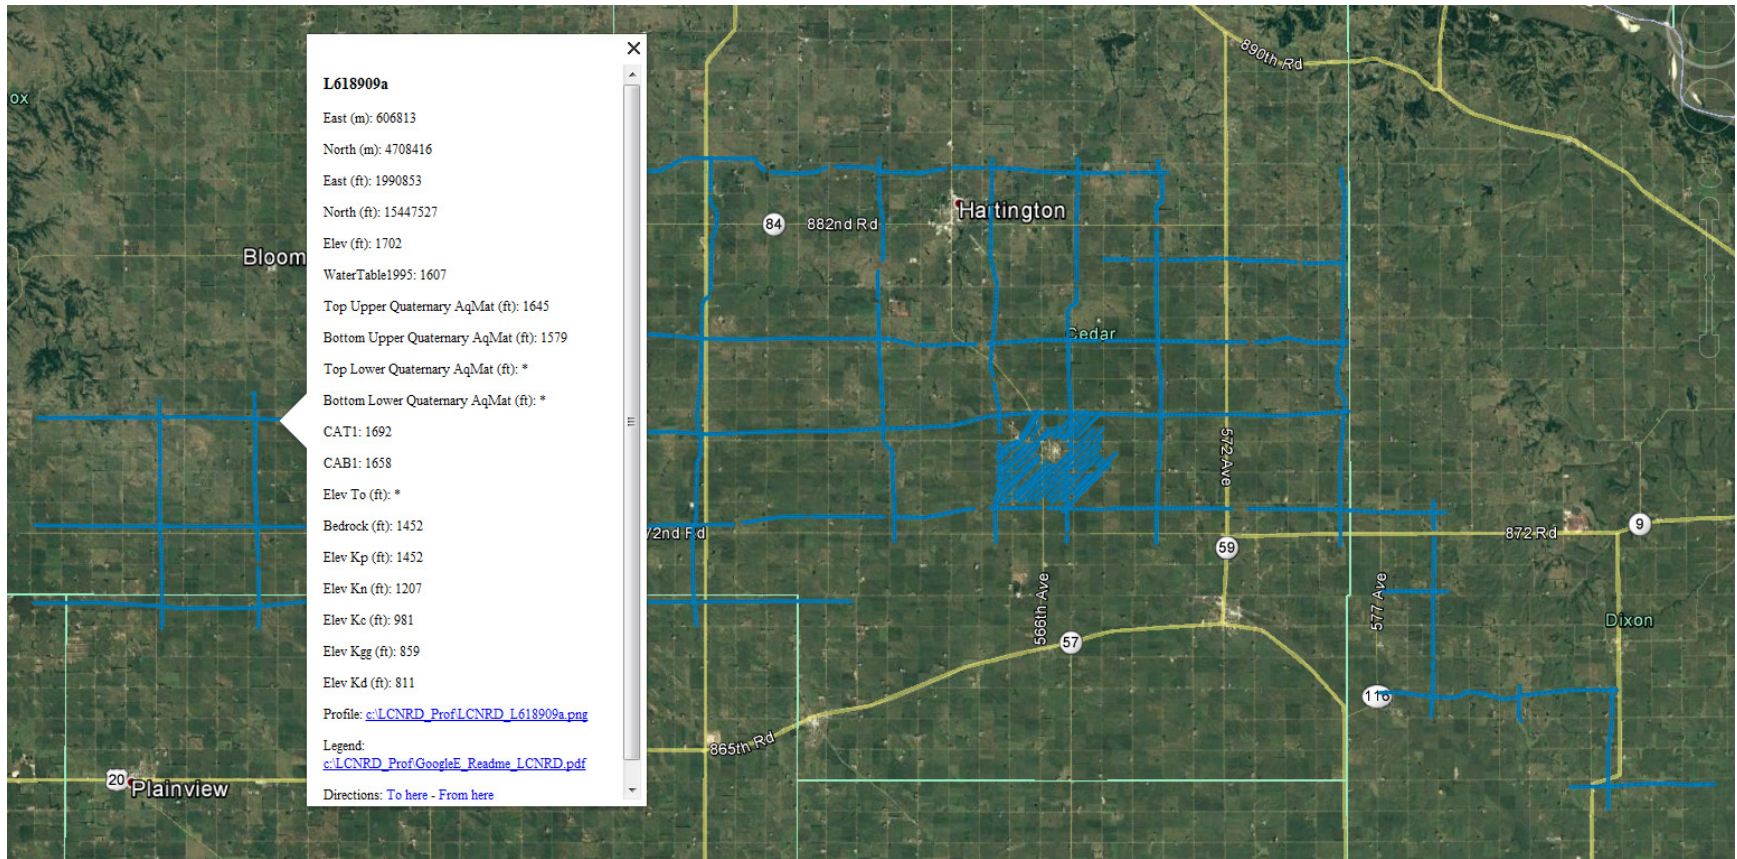 L618909a
East (m): 606813
North (m): 4708416
East (ft): 1990853
North (ft): 15447527
Elev (ft): 1702
WaterTable1995: 1607
Top Upper Quaternary AqMat (ft): 1645
Bottom Upper Quaternary AqMat (ft): 1579
Top Lower Quaternary AqMat (ft): *
Bottom Lower Quaternary AqMat (ft): *
CAT1: 1692
CAB1: 1658
Elev To (ft): *
Bedrock (ft): 1452
Elev Kp (ft): 1452
Elev Kn (ft): 1207
Elev Kc (ft): 981
Elev Kgg (ft): 859
Elev Kd (ft): 811
Profile: c:\LCNRD_Prof\LCNRD_L618909a.png
Legend:
c:\LCNRD_Prof\GoogleE_Readme_LCNRD.pdf
Directions: To here - From here
ox
Bloom
20
Plainview
890th Rd
84
882nd Rd
Hartington
Cedar
572 Ave
72nd Rd
59
872 Rd
9
566th Ave
577 Ave
57
Dixon
116
865th Rd